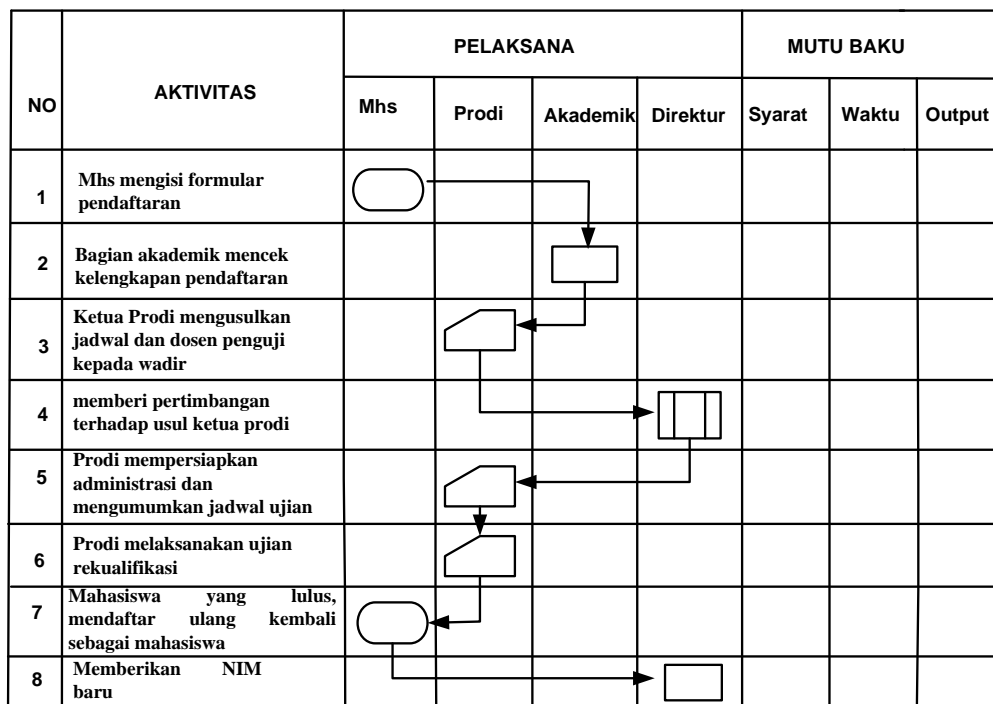 PELAKSANA
MUTU BAKU
NO
AKTIVITAS
Mhs
Prodi
Akademik
Direktur
Syarat
Waktu
Output
1
Mhs mengisi formular
pendaftaran
2
Bagian akademik mencek
kelengkapan pendaftaran
3
Ketua Prodi mengusulkan
jadwal dan dosen penguji
kepada wadir
4
memberi pertimbangan
terhadap usul ketua prodi
5
Prodi mempersiapkan
administrasi dan
mengumumkan jadwal ujian
6
Prodi melaksanakan ujian
rekualifikasi
7
Mahasiswa yang lulus,
mendaftar ulang kembali
sebagai mahasiswa
8
Memberikan NIM
baru